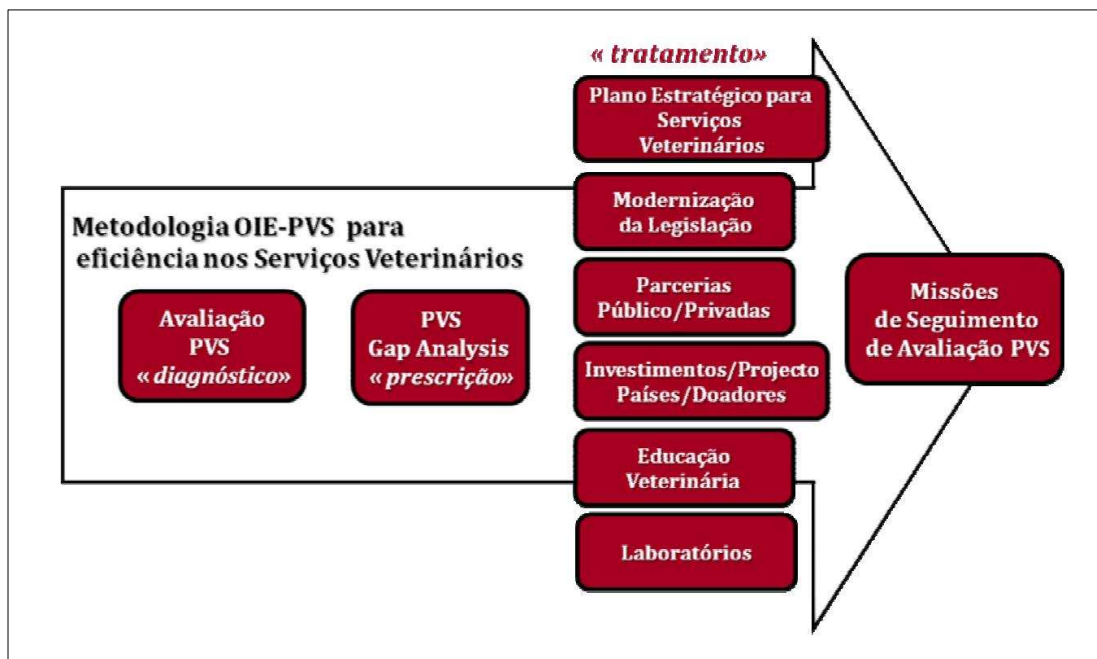 « tratamento»
Plano Estratégico para
Serviços
Veterinários
Metodologia OIE-PVS para
eficiência nos Serviços Veterinários
Avaliação
PVS
« diagnóstico»
PVS
Gap Analysis
« prescrição»
Modernização
da Legislação
Parcerias
Público/Privadas
Investimentos/Projecto
Países/Doadores
Educação
Veterinária
Laboratórios
Missões
de Seguimento
de Avaliação PVS